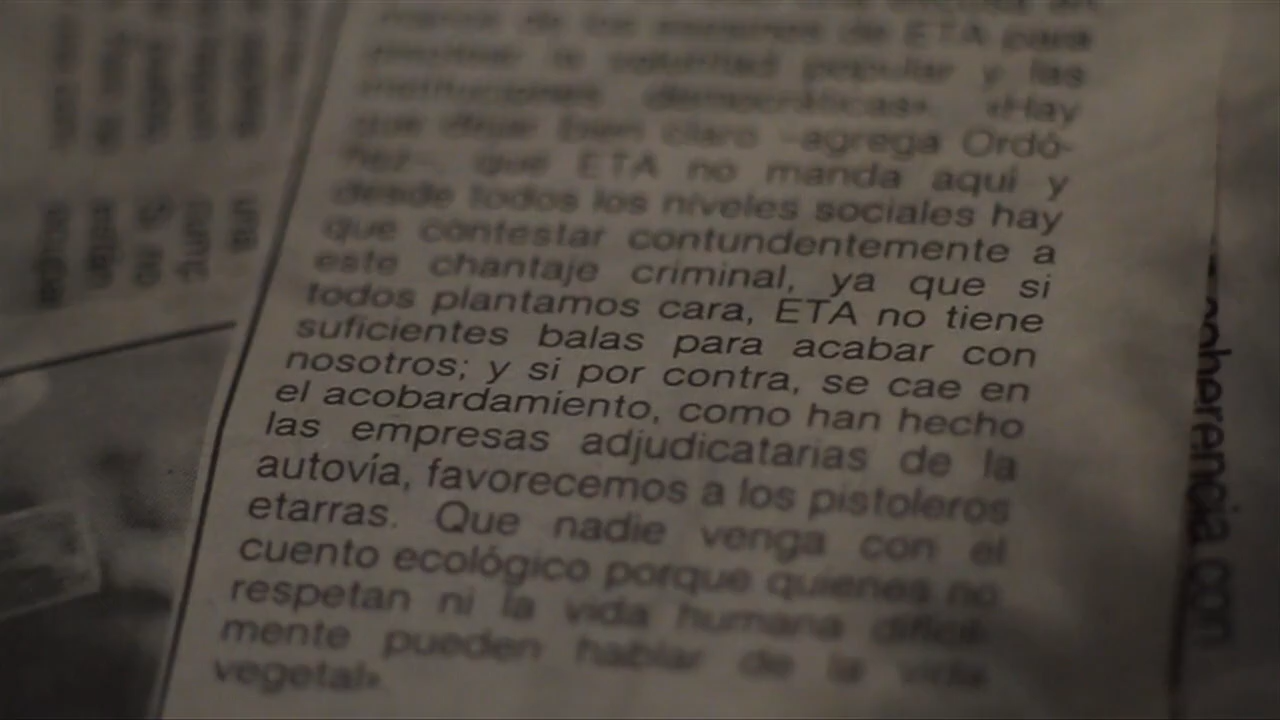 de los de ETA para
la voluntad popular y las
instituciones democráticas». «Hay
que dejar bien claro –agrega Ordó-
ñez–, que ETA no manda aquí y
desde todos los niveles sociales hay
que contestar contundentemente a
este chantaje criminal, ya que si
todos plantamos cara, ETA no tiene
suficientes balas para acabar con
nosotros; y si por contra, se cae en
el acobardamiento, como han hecho
las empresas adjudicatarias de la
autovía, favorecemos a los pistoleros
etarras. Que nadie venga con el
cuento ecológico porque quienes no
respetan ni la vida humana difícil-
mente pueden hablar de la vida
vegetal».
una
Si no
coherencia con